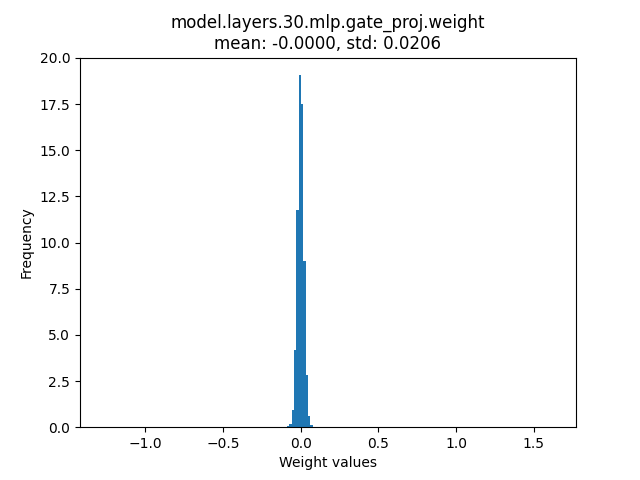 model.layers.30.mlp.gate_proj.weight
mean: -0.0000, std: 0.0206
20.0
17.5
15.0
12.5
10.0
7.5
5.0
2.5
0.0
Frequency
−1.0 −0.5 0.0 0.5 1.0 1.5
Weight values